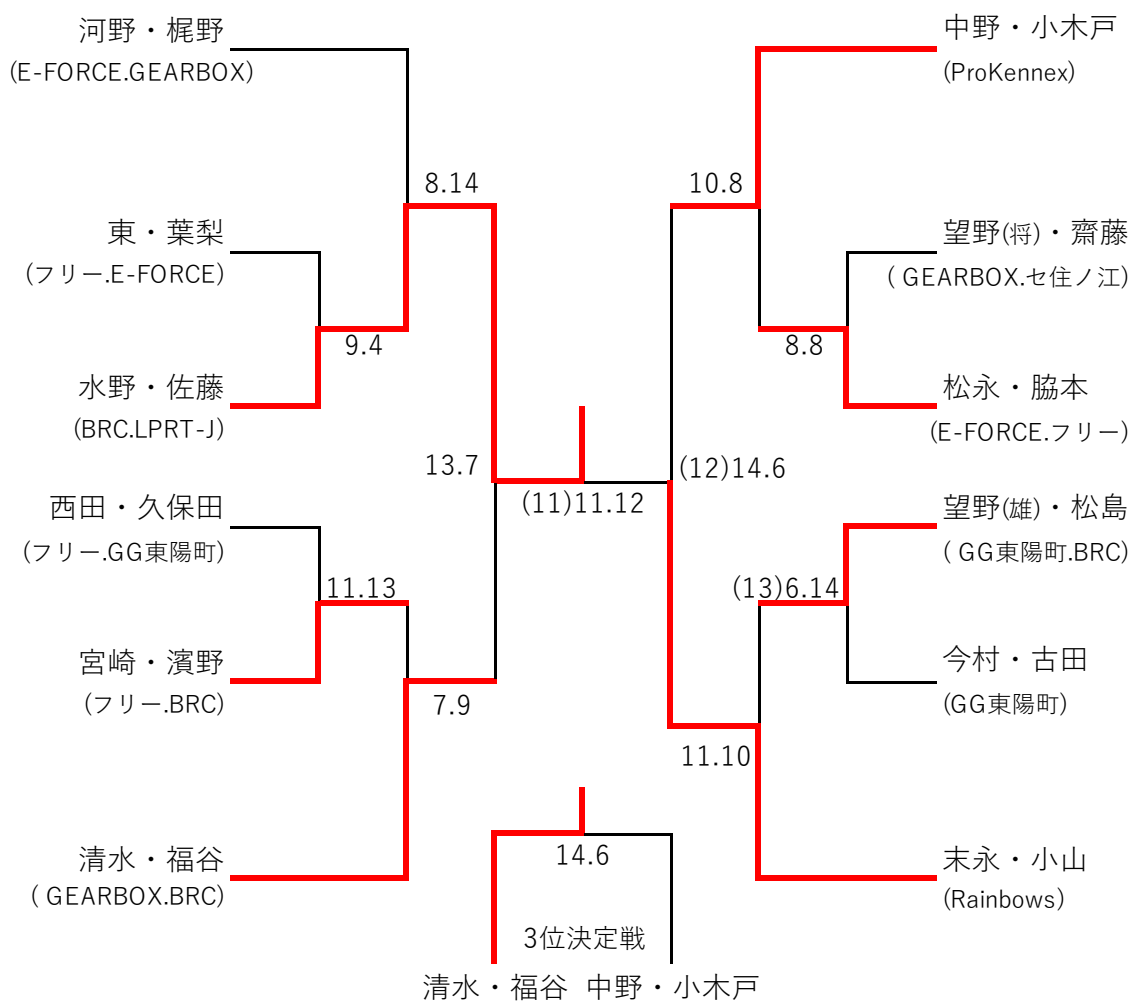 河野・梶野
(E-FORCE.GEARBOX)
8.14
東・葉梨
(フリー.E-FORCE)
9.4
水野・佐藤
(BRC.LPRT-J)
13.7
西田・久保田
(フリー.GG東陽町)
11.13
宮崎・濱野
(フリー.BRC)
7.9
清水・福谷
( GEARBOX.BRC)
(11)11.12
中野・小木戸
(ProKennex)
10.8
望野(将)・齋藤
( GEARBOX.セ住ノ江)
8.8
松永・脇本
(E-FORCE.フリー)
(12)14.6
望野(雄)・松島
( GG東陽町.BRC)
(13)6.14
今村・古田
(GG東陽町)
11.10
末永・小山
(Rainbows)
14.6
3位決定戦
清水・福谷 中野・小木戸